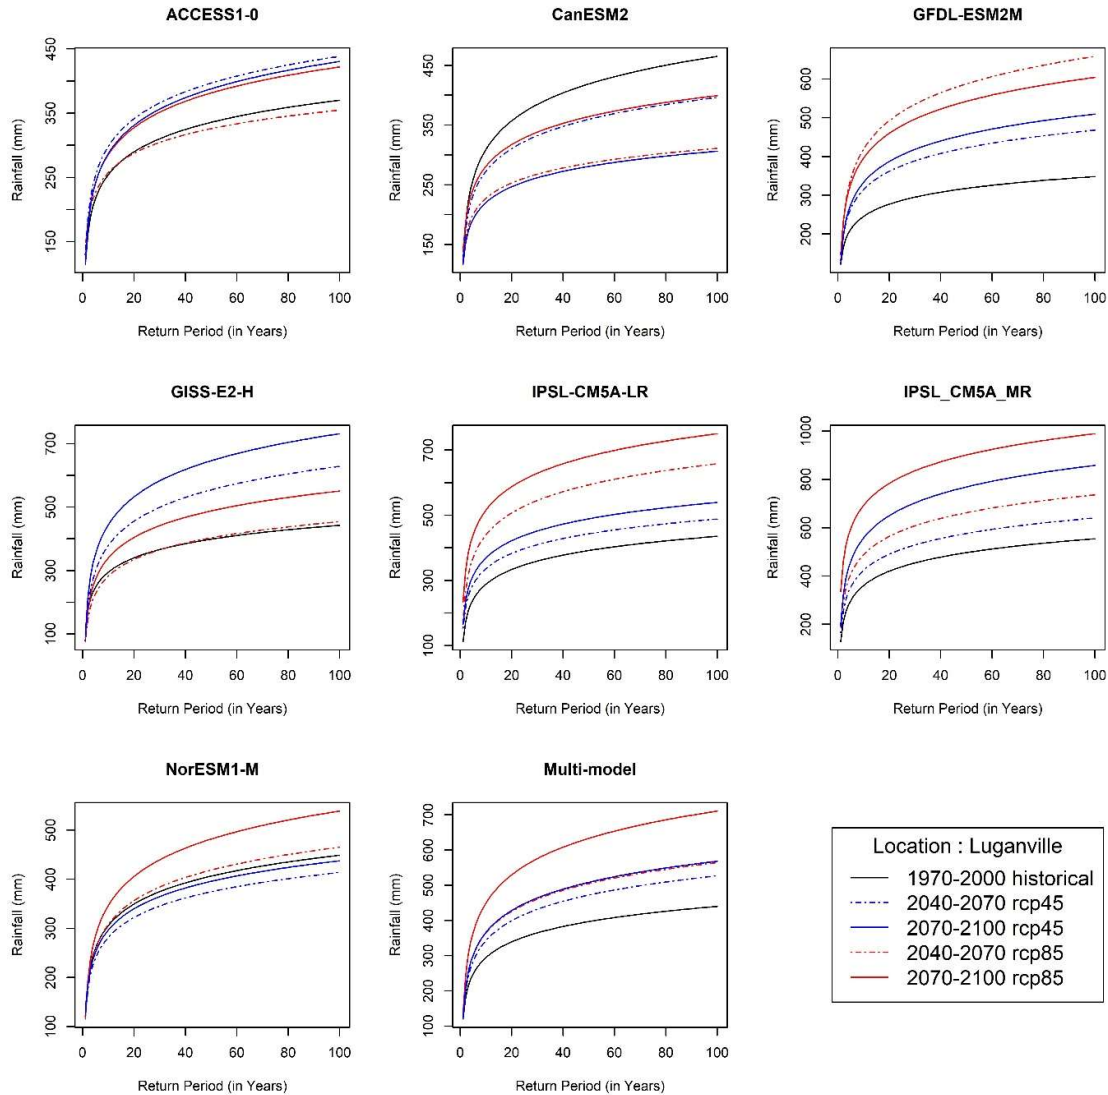 ACCESS1-0
CanESM2
GFDL-ESM2M
Rainfall (mm)
450
350
250
150
0 20 40 60 80 100
Return Period (in Years)
Rainfall (mm)
450
350
250
150
0 20 40 60 80 100
Return Period (in Years)
Rainfall (mm)
600
500
400
300
200
0 20 40 60 80 100
Return Period (in Years)
GISS-E2-H
IPSL-CM5A-LR
IPSL_CM5A_MR
Rainfall (mm)
700
500
300
100
0 20 40 60 80 100
Return Period (in Years)
Rainfall (mm)
700
500
300
100
0 20 40 60 80 100
Return Period (in Years)
Rainfall (mm)
1000
800
600
400
200
0 20 40 60 80 100
Return Period (in Years)
NorESM1-M
Multi-model
Rainfall (mm)
500
400
300
200
100
0 20 40 60 80 100
Return Period (in Years)
Rainfall (mm)
700
600
500
400
300
200
100
0 20 40 60 80 100
Return Period (in Years)
Location : Luganville
1970-2000 historical
2040-2070 rcp45
2070-2100 rcp45
2040-2070 rcp85
2070-2100 rcp85